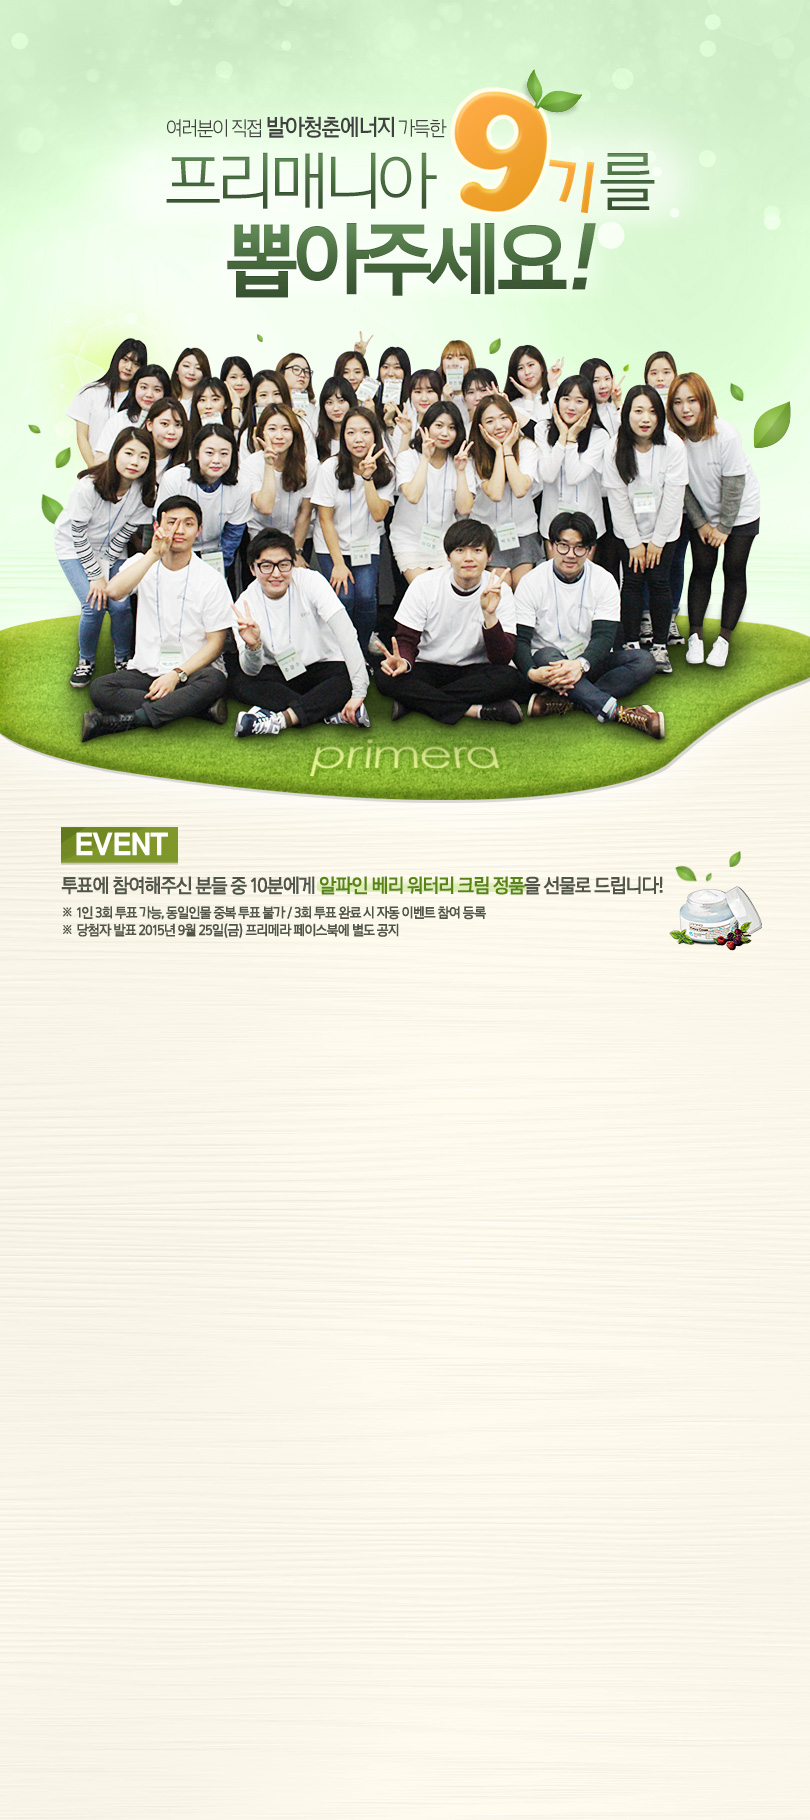 여러분이 직접 발아청춘에너지 가득한
프리매니아 9기를
뽑아주세요!
primera
EVENT
투표에 참여해주신 분들 중 10분에게 알파인 베리 워터리 크림 정품을 선물로 드립니다!
※ 1인 3회 투표 가능, 동일인물 중복 투표 불가 / 3회 투표 완료 시 자동 이벤트 참여 등록
※ 당첨자 발표 2015년 9월 25일(금) 프리메라 페이스북에 별도 공지